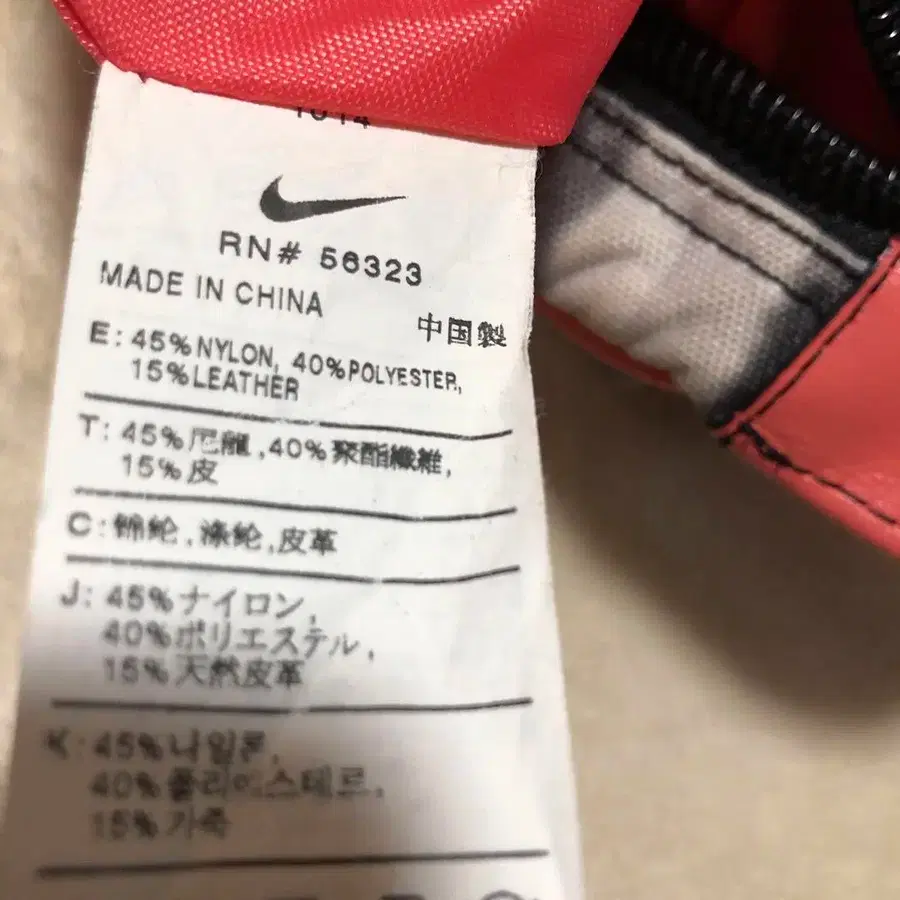 1014
RN# 56323
MADE IN CHINA
中国製
E: 45%NYLON, 40%POLYESTER,
15%LEATHER
T: 45%尼龍,40%聚酯纖維,
15%皮
C:锦纶,涤纶,皮革
J: 45%ナイロン,
40%ポリエステル,
15%天然皮革
K: 45%나일론,
40%폴리에스테르,
15%가죽